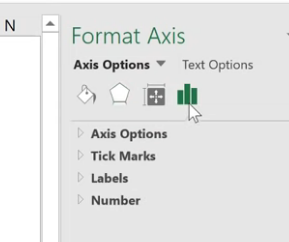 N
Format Axis
Axis Options Text Options
Axis Options
Tick Marks
Labels
Number